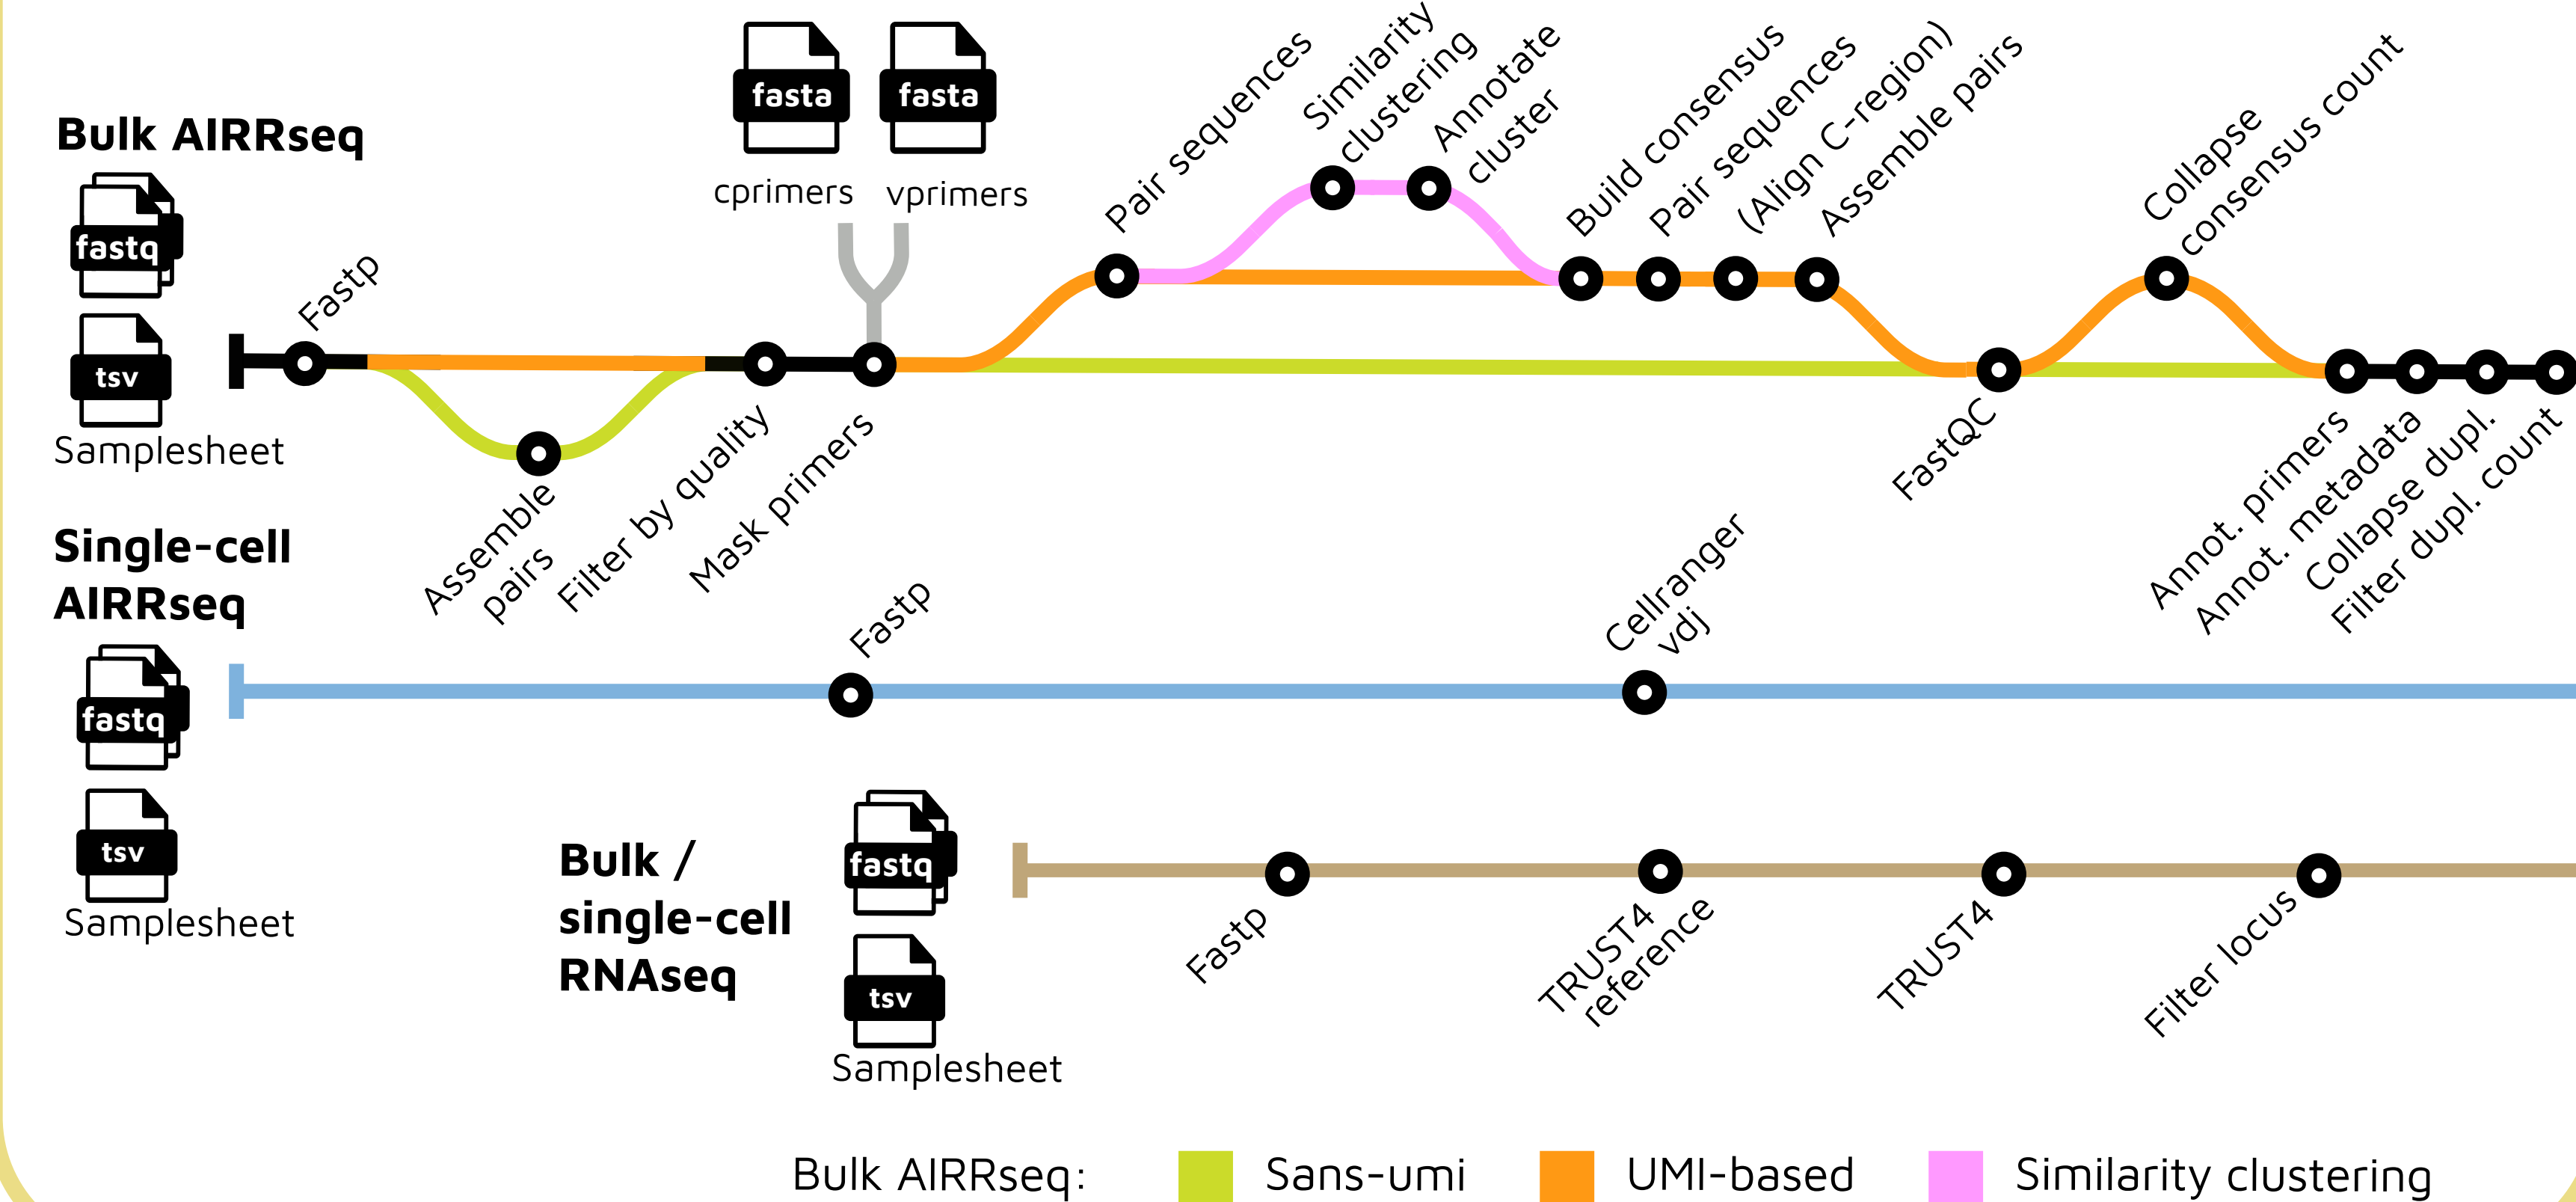 Bulk AIRRseq
fastq
tsv
Samplesheet
Fastp
Assemble
pairs
Filter by quality
Mask primers
fasta
fasta
cprimers
vprimers
Pair sequences
Similarity
clustering
Annotate
cluster
Build consensus
Pair sequences
(Align C-region)
Assemble pairs
FastQC
Collapse
consensus count
Annot. primers
Annot. metadata
Collapse dupl.
Filter dupl. count
Single-cell
AIRRseq
fastq
tsv
Samplesheet
Fastp
Cellranger
vdj
Bulk /
single-cell
RNAseq
fastq
tsv
Samplesheet
Fastp
TRUST4
reference
TRUST4
Filter locus
Bulk AIRRseq:
Sans-umi
UMI-based
Similarity clustering